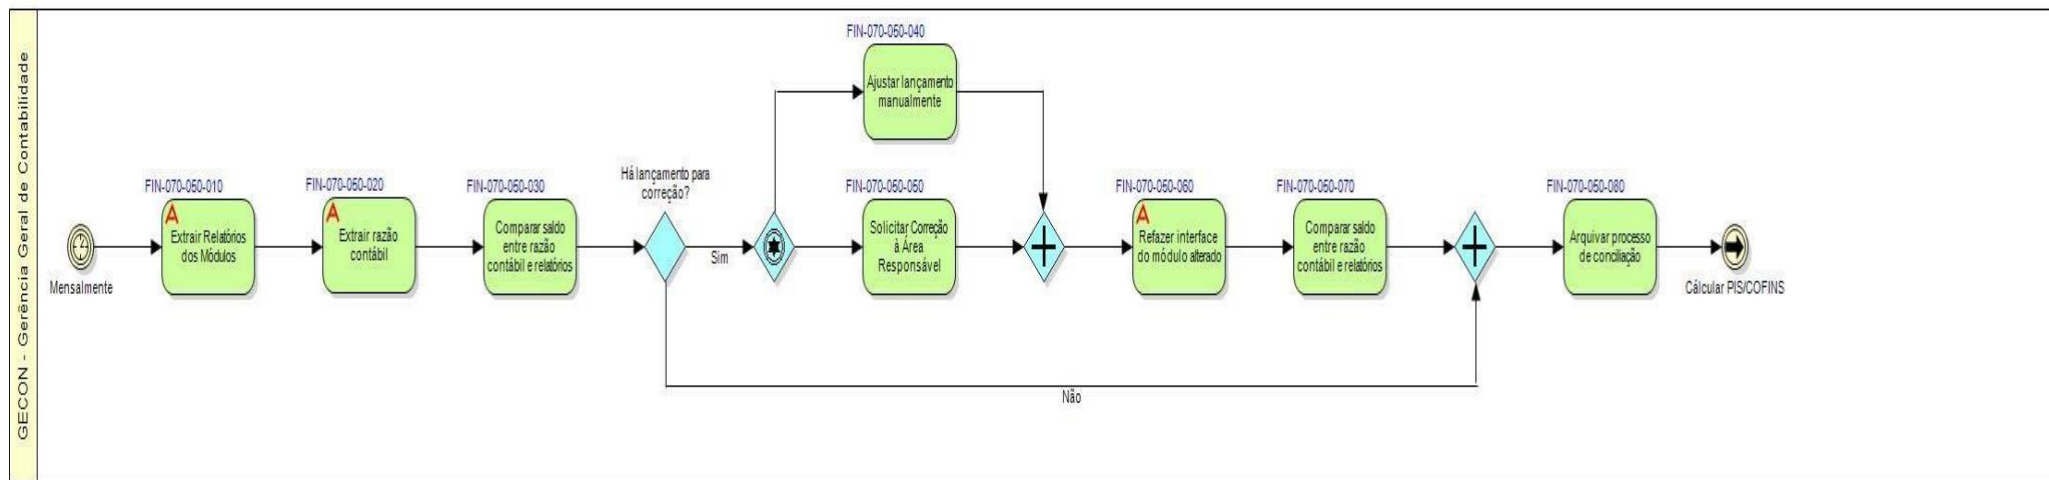 GECON - Gerência Geral de Contabilidade
Mensalmente
FIN-070-050-010
A
Extrair Relatórios
dos Módulos
FIN-070-050-020
A
Extrair razão
contábil
FIN-070-050-030
Comparar saldo
entre razão
contábil e relatórios
Há lançamento para
correção?
Sim
Não
FIN-070-050-040
Ajustar lançamento
manualmente
FIN-070-050-050
Solicitar Correção
à Área
Responsável
FIN-070-050-060
A
Refazer interface
do módulo alterado
FIN-070-050-070
Comparar saldo
entre razão
contábil e relatórios
FIN-070-050-080
Arquivar processo
de conciliação
Cálcular PIS/COFINS